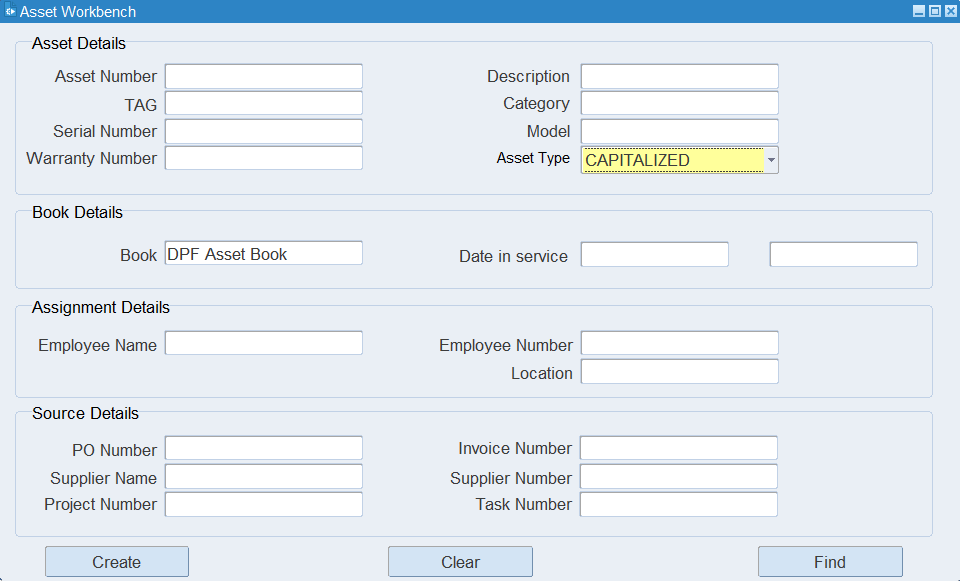 Asset Workbench
Asset Details
Asset Number
Description
TAG
Category
Serial Number
Model
Warranty Number
Asset Type CAPITALIZED
Book Details
Book DPF Asset Book
Date in service
Assignment Details
Employee Name
Employee Number
Location
Source Details
PO Number
Invoice Number
Supplier Name
Supplier Number
Project Number
Task Number
Create
Clear
Find